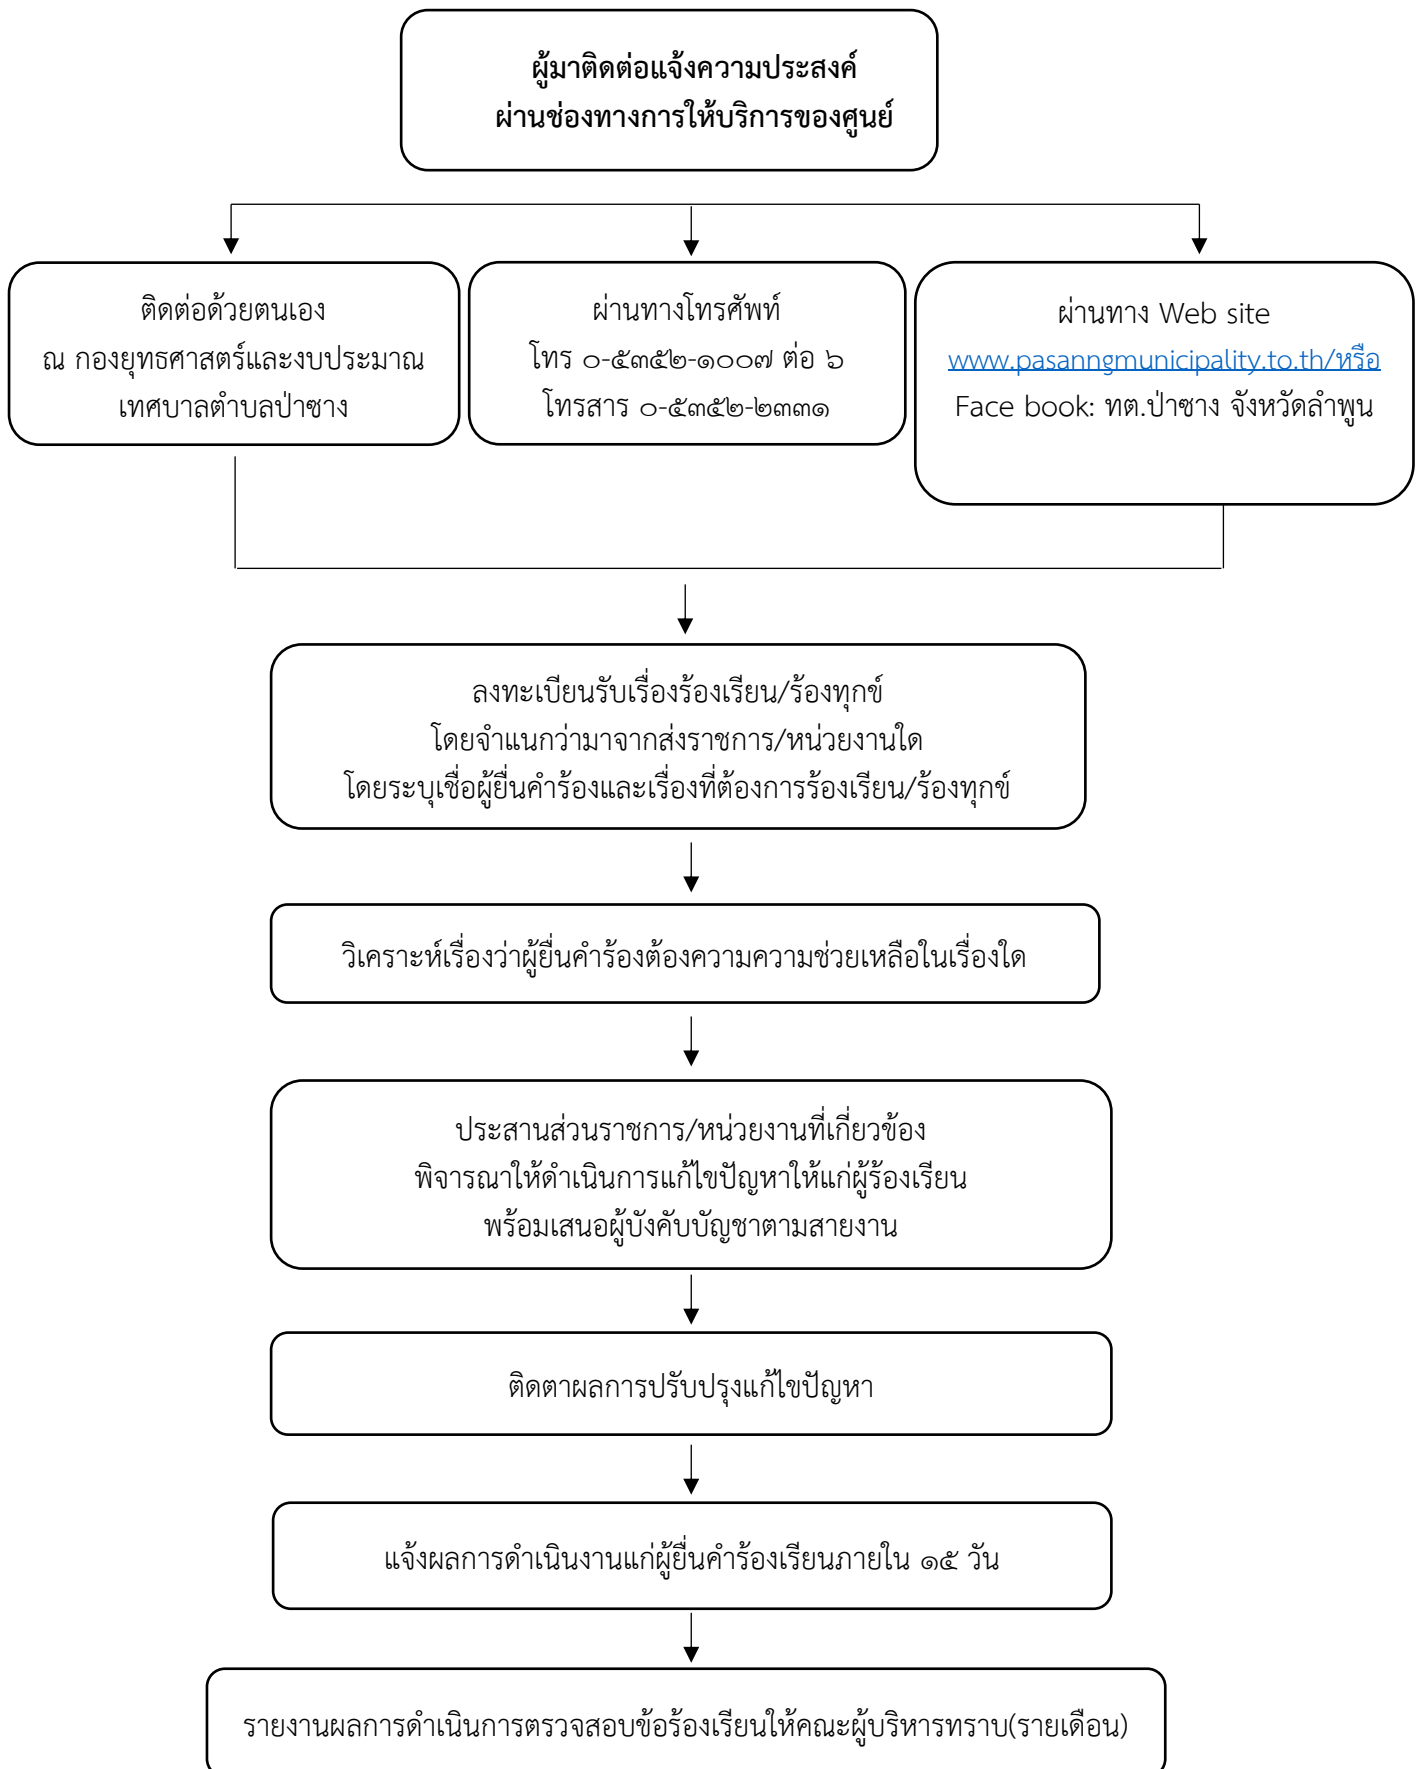 ผู้มาติดต่อแจ้งความประสงค์
ผ่านช่องทางการให้บริการของศูนย์
ติดต่อด้วยตนเอง
ณ กองยุทธศาสตร์และงบประมาณ
เทศบาลตำบลป่าซาง
ผ่านทางโทรศัพท์
โทร ๐-๕๓๕๒-๑๐๐๗ ต่อ ๖
โทรสาร ๐-๕๓๕๒-๒๓๓๑
ผ่านทาง Web site
www.pasanngmunicipality.to.th/หรือ
Face book: ทต.ป่าซาง จังหวัดลำพูน
ลงทะเบียนรับเรื่องร้องเรียน/ร้องทุกข์
โดยจำแนกว่ามาจากส่งราชการ/หน่วยงานใด
โดยระบุเชื่อผู้ยื่นคำร้องและเรื่องที่ต้องการร้องเรียน/ร้องทุกข์
วิเคราะห์เรื่องว่าผู้ยื่นคำร้องต้องความความช่วยเหลือในเรื่องใด
ประสานส่วนราชการ/หน่วยงานที่เกี่ยวข้อง
พิจารณาให้ดำเนินการแก้ไขปัญหาให้แก่ผู้ร้องเรียน
พร้อมเสนอผู้บังคับบัญชาตามสายงาน
ติดตาผลการปรับปรุงแก้ไขปัญหา
แจ้งผลการดำเนินงานแก่ผู้ยื่นคำร้องเรียนภายใน ๑๕ วัน
รายงานผลการดำเนินการตรวจสอบข้อร้องเรียนให้คณะผู้บริหารทราบ(รายเดือน)